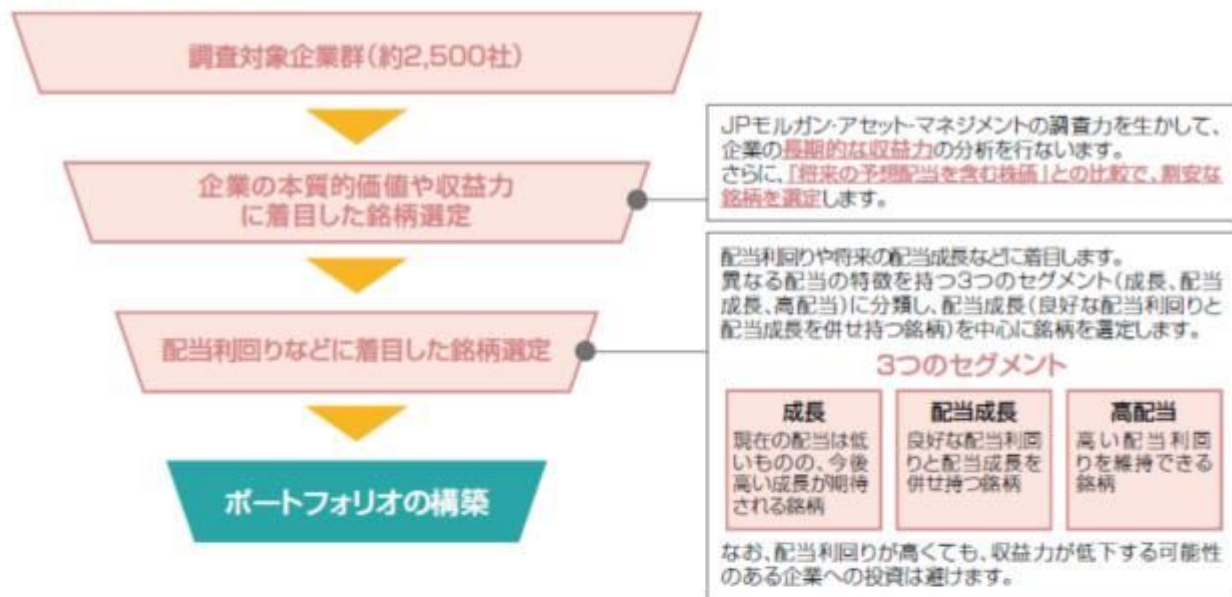 調査対象企業群(約2,500社)
企業の本質的価値や収益力
に着目した銘柄選定
JPモルガン・アセット・マネジメントの調査力を生かして、
企業の長期的な収益力の分析を行ないます。
さらに、「将来の予想配当を含む株価」との比較で、割安な
銘柄を選定します。
配当利回りなどに着目した銘柄選定
配当利回りや将来の配当成長などに着目します。
異なる配当の特徴を持つ3つのセグメント(成長、配当
成長、高配当)に分類し、配当成長(良好な配当利回りと
配当成長を併せ持つ銘柄)を中心に銘柄を選定します。
3つのセグメント
成長
現在の配当は低
いものの、今後
高い成長が期待
される銘柄
配当成長
良好な配当利回
りと配当成長を
併せ持つ銘柄
高配当
高い配当利回
りを維持できる
銘柄
なお、配当利回りが高くても、収益力が低下する可能性
のある企業への投資は避けます。
ポートフォリオの構築